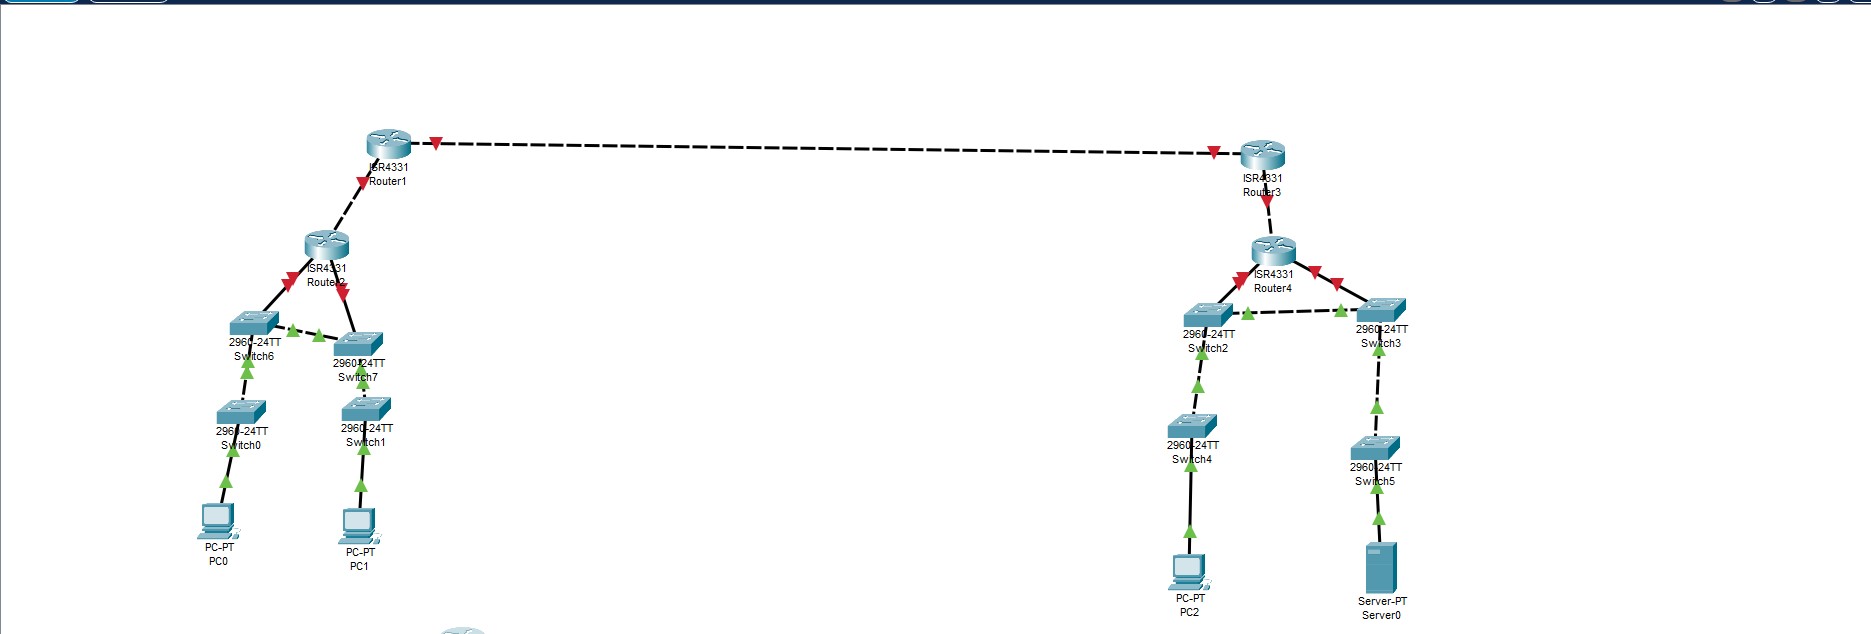 ISR4331
Router1
ISR4331
Router3
ISR4331
Router2
ISR4331
Router4
2960-24TT
Switch6
2960-24TT
Switch7
2960-24TT
Switch2
2960-24TT
Switch3
2960-24TT
Switch0
2960-24TT
Switch1
2960-24TT
Switch4
2960-24TT
Switch5
PC-PT
PC0
PC-PT
PC1
PC-PT
PC2
Server-PT
Server0